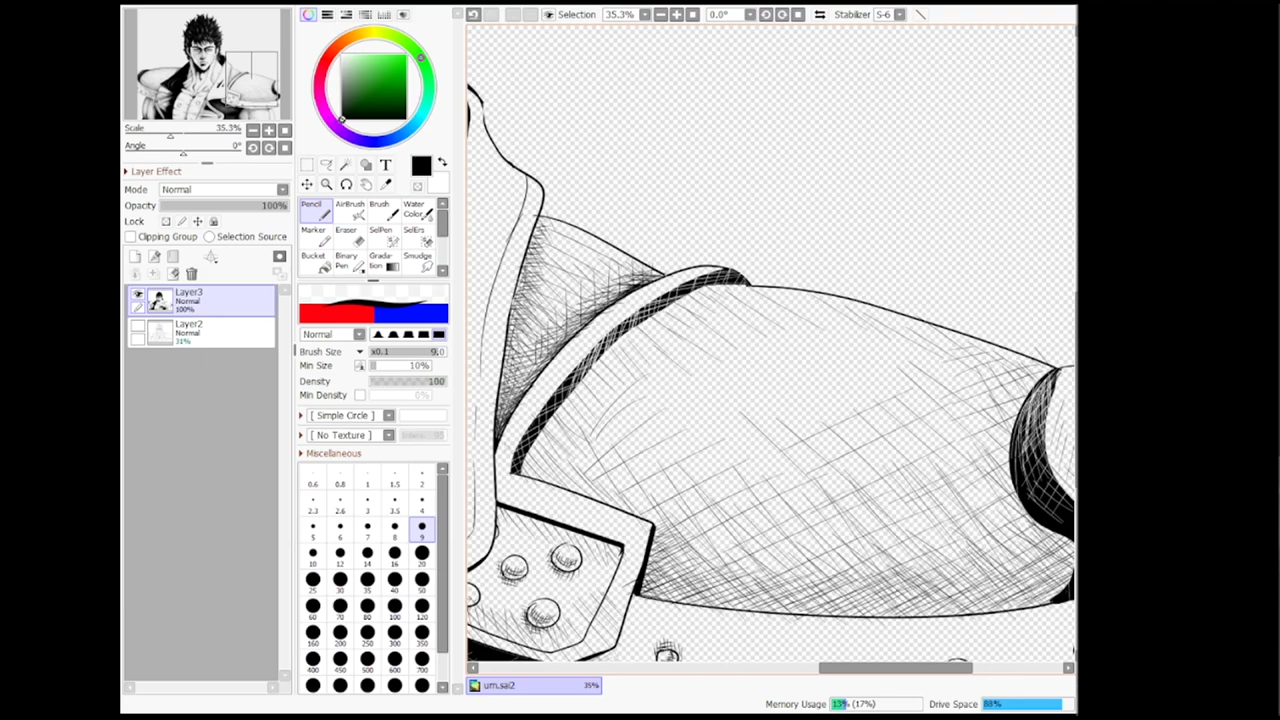 Selection 35.3% 0.0° Stabilizer S-6
Scale 35.3%
Angle 0°
Layer Effect
Mode Normal
Opacity 100%
Lock
Clipping Group Selection Source
Layer3
Normal
100%
Layer2
Normal
31%
T
Pencil AirBrush Brush Water Color
Marker Eraser SelPen SelErs
Bucket Binary Pen Grada-tion Smudge
Normal
Brush Size x0.1 9.0
Min Size 10%
Density 100
Min Density 0%
[ Simple Circle ]
[ No Texture ]
Miscellaneous
0.6 0.8 1 1.5 2
2.3 2.6 3 3.5 4
5 6 7 8 9
10 12 14 16 20
25 30 35 40 50
60 70 80 100 120
160 200 250 300 350
400 450 500 600 700
um.sai2 35%
Memory Usage 13% (17%) Drive Space 88%